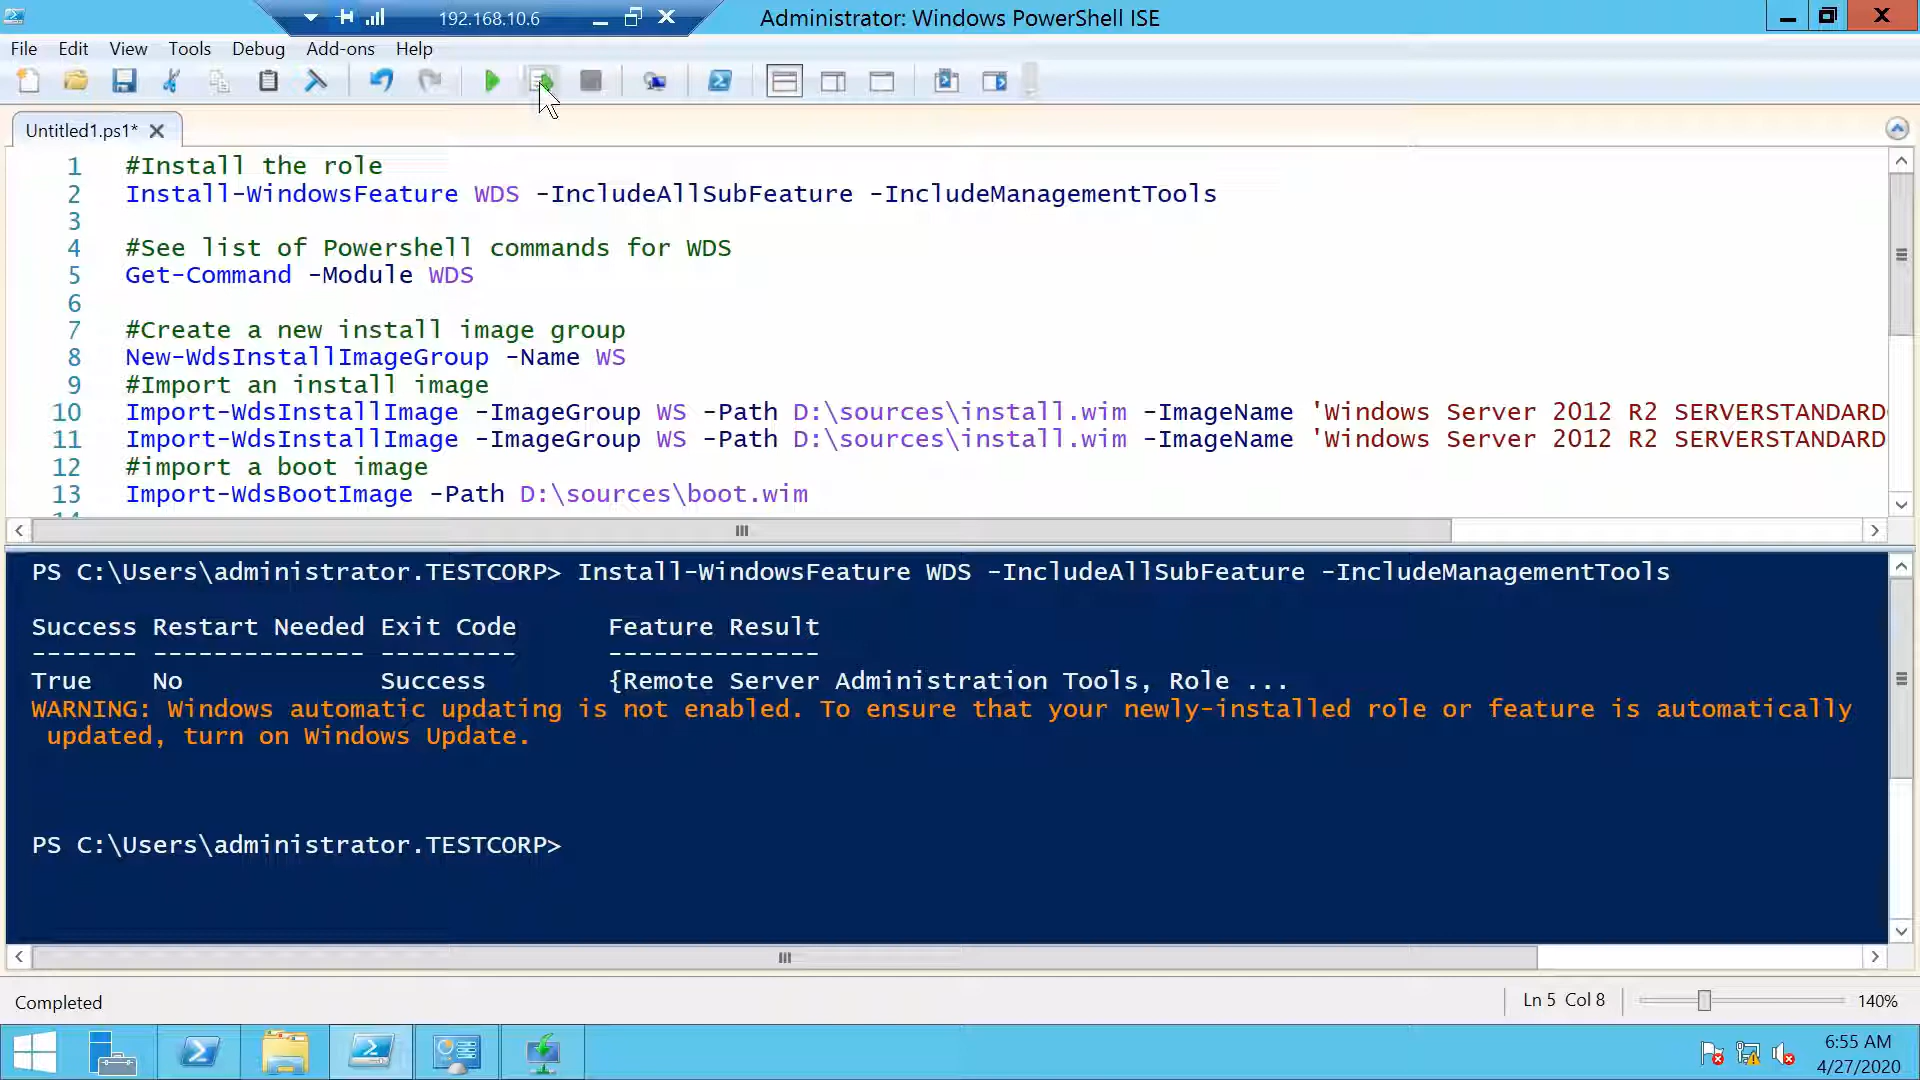 192.168.10.6
Administrator: Windows PowerShell ISE
File Edit View Tools Debug Add-ons Help
Untitled1.ps1*
1 #Install the role
2 Install-WindowsFeature WDS -IncludeAllSubFeature -IncludeManagementTools
3
4 #See list of Powershell commands for WDS
5 Get-Command -Module WDS
6
7 #Create a new install image group
8 New-WdsInstallImageGroup -Name WS
9 #Import an install image
10 Import-WdsInstallImage -ImageGroup WS -Path D:\sources\install.wim -ImageName 'Windows Server 2012 R2 SERVERSTANDARD
11 Import-WdsInstallImage -ImageGroup WS -Path D:\sources\install.wim -ImageName 'Windows Server 2012 R2 SERVERSTANDARD
12 #import a boot image
13 Import-WdsBootImage -Path D:\sources\boot.wim
PS C:\Users\administrator.TESTCORP> Install-WindowsFeature WDS -IncludeAllSubFeature -IncludeManagementTools
Success Restart Needed Exit Code Feature Result
------- -------------- --------- --------------
True No Success {Remote Server Administration Tools, Role ...
WARNING: Windows automatic updating is not enabled. To ensure that your newly-installed role or feature is automatically
updated, turn on Windows Update.
PS C:\Users\administrator.TESTCORP>
Completed
Ln 5 Col 8
140%
6:55 AM
4/27/2020